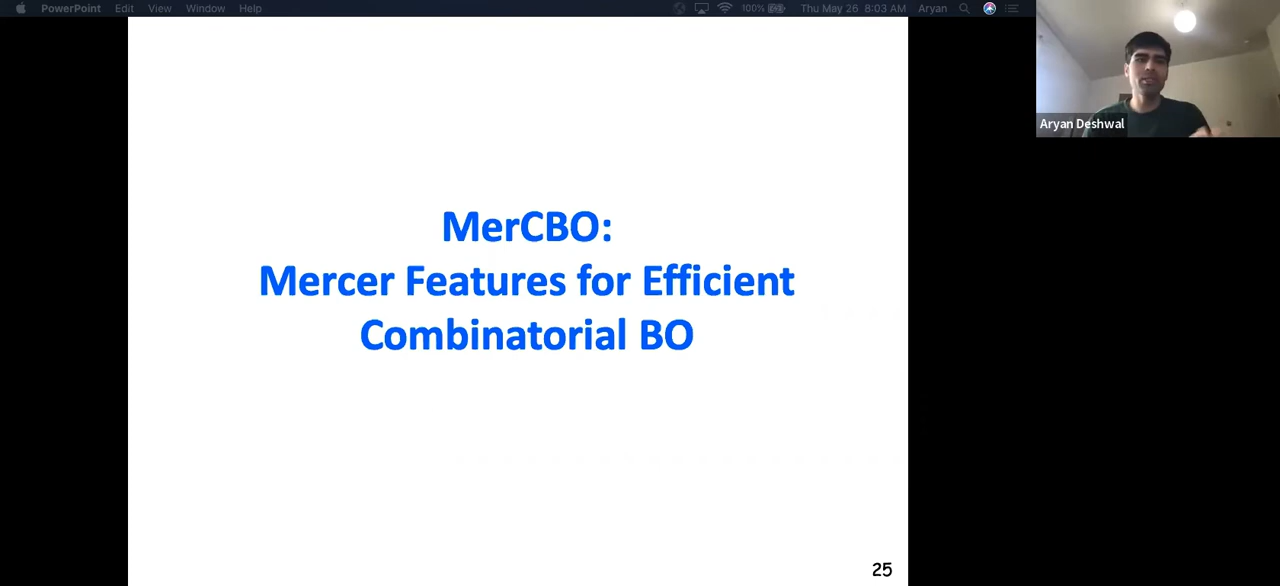 PowerPoint Edit View Window Help 100% Thu May 26 8:03 AM Aryan
Aryan Deshwal
MerCBO:
Mercer Features for Efficient
Combinatorial BO
25